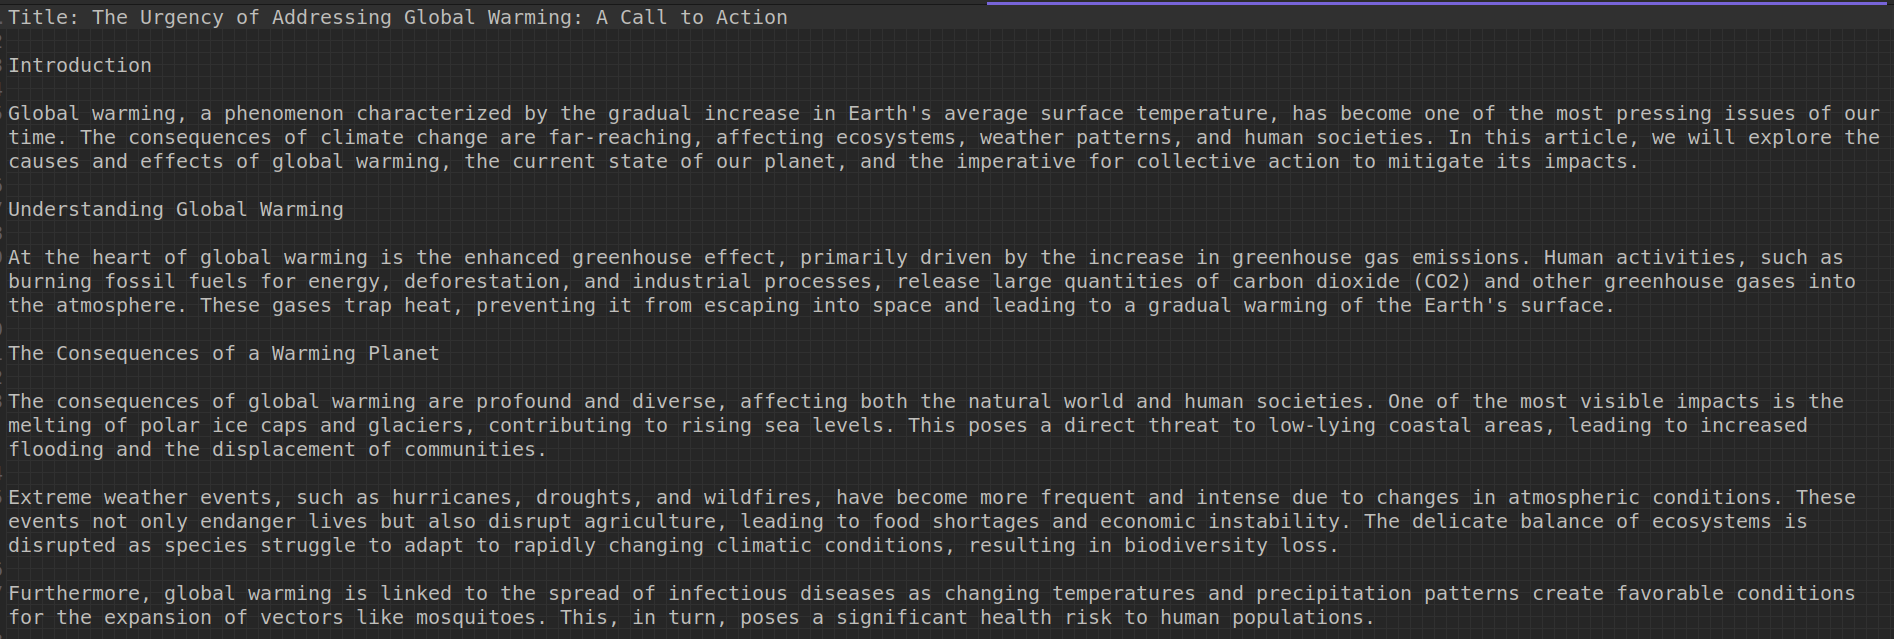 Title: The Urgency of Addressing Global Warming: A Call to Action
Introduction
Global warming, a phenomenon characterized by the gradual increase in Earth's average surface temperature, has become one of the most pressing issues of our
time. The consequences of climate change are far-reaching, affecting ecosystems, weather patterns, and human societies. In this article, we will explore the
causes and effects of global warming, the current state of our planet, and the imperative for collective action to mitigate its impacts.
Understanding Global Warming
At the heart of global warming is the enhanced greenhouse effect, primarily driven by the increase in greenhouse gas emissions. Human activities, such as
burning fossil fuels for energy, deforestation, and industrial processes, release large quantities of carbon dioxide (CO2) and other greenhouse gases into
the atmosphere. These gases trap heat, preventing it from escaping into space and leading to a gradual warming of the Earth's surface.
The Consequences of a Warming Planet
The consequences of global warming are profound and diverse, affecting both the natural world and human societies. One of the most visible impacts is the
melting of polar ice caps and glaciers, contributing to rising sea levels. This poses a direct threat to low-lying coastal areas, leading to increased
flooding and the displacement of communities.
Extreme weather events, such as hurricanes, droughts, and wildfires, have become more frequent and intense due to changes in atmospheric conditions. These
events not only endanger lives but also disrupt agriculture, leading to food shortages and economic instability. The delicate balance of ecosystems is
disrupted as species struggle to adapt to rapidly changing climatic conditions, resulting in biodiversity loss.
Furthermore, global warming is linked to the spread of infectious diseases as changing temperatures and precipitation patterns create favorable conditions
for the expansion of vectors like mosquitoes. This, in turn, poses a significant health risk to human populations.